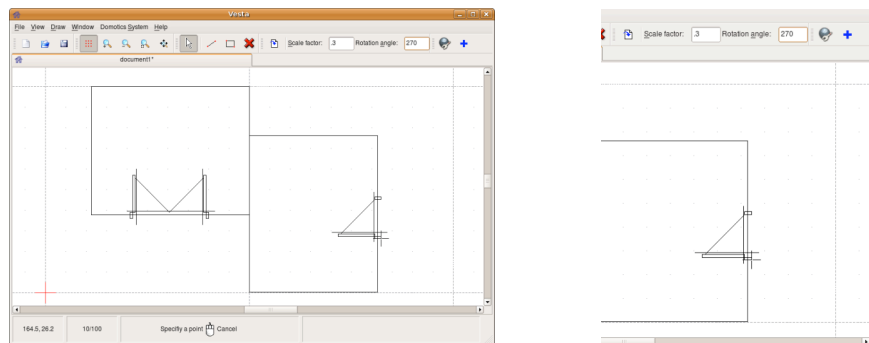 Vesta
File View Draw Window Domotics System Help
Scale factor: .3 Rotation angle: 270
document1*
164.5, 26.2 10/100 Specifiy a point Cancel
Scale factor: .3 Rotation angle: 270